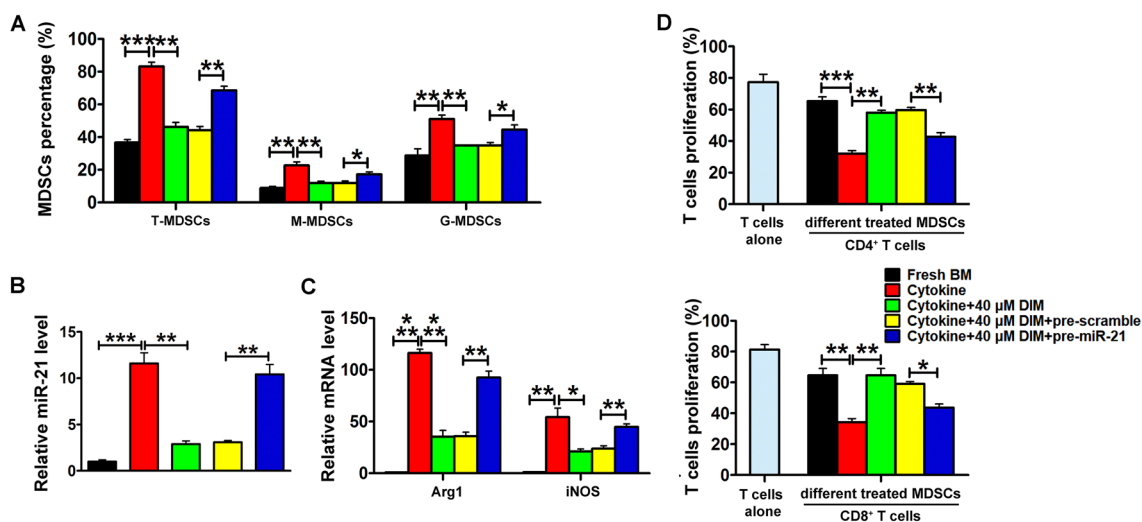 A
MDSCs percentage (%)
100
80
60
40
20
0
*** ** **
** ** *
** ** *
T-MDSCs M-MDSCs G-MDSCs
B
Relative miR-21 level
15
10
5
0
*** ** **
C
Relative mRNA level
150
100
50
0
* *
** ** **
** * **
Arg1 iNOS
D
T cells proliferation (%)
100
80
60
40
20
0
*** ** **
T cells
alone
different treated MDSCs
CD4⁺ T cells
Fresh BM
Cytokine
Cytokine+40 µM DIM
Cytokine+40 µM DIM+pre-scramble
Cytokine+40 µM DIM+pre-miR-21
T cells proliferation (%)
100
80
60
40
20
0
** ** *
T cells
alone
different treated MDSCs
CD8⁺ T cells